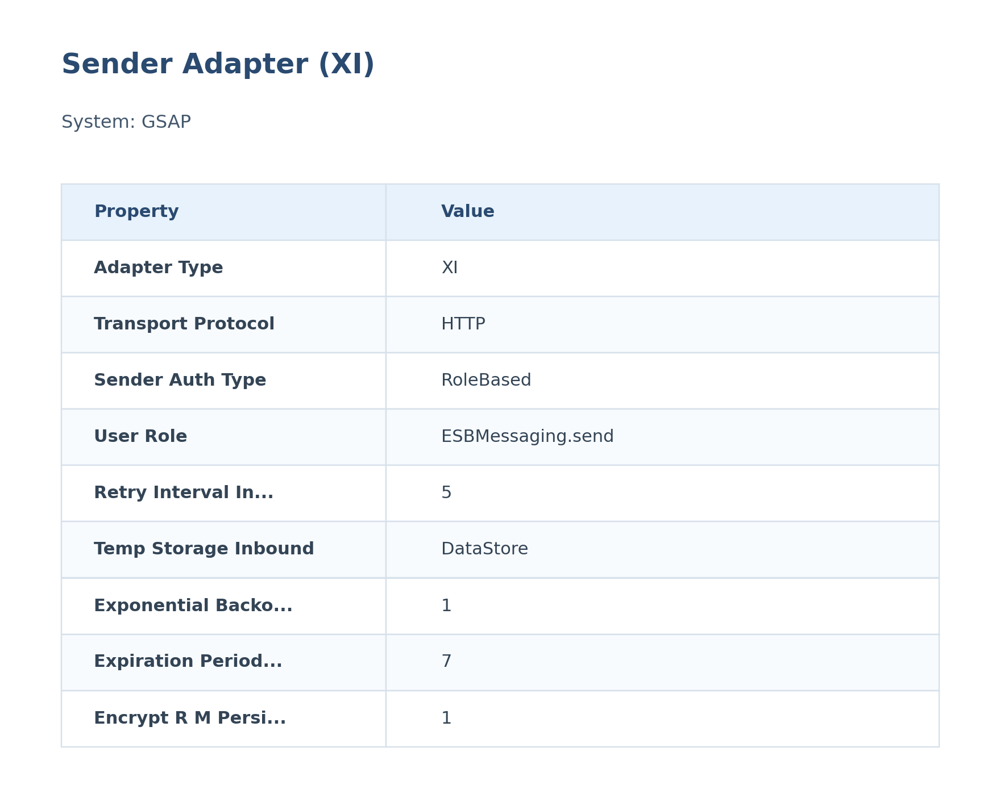 Sender Adapter (XI)
System: GSAP
Property Value
Adapter Type XI
Transport Protocol HTTP
Sender Auth Type RoleBased
User Role ESBMessaging.send
Retry Interval In... 5
Temp Storage Inbound DataStore
Exponential Backo... 1
Expiration Period... 7
Encrypt R M Persi... 1